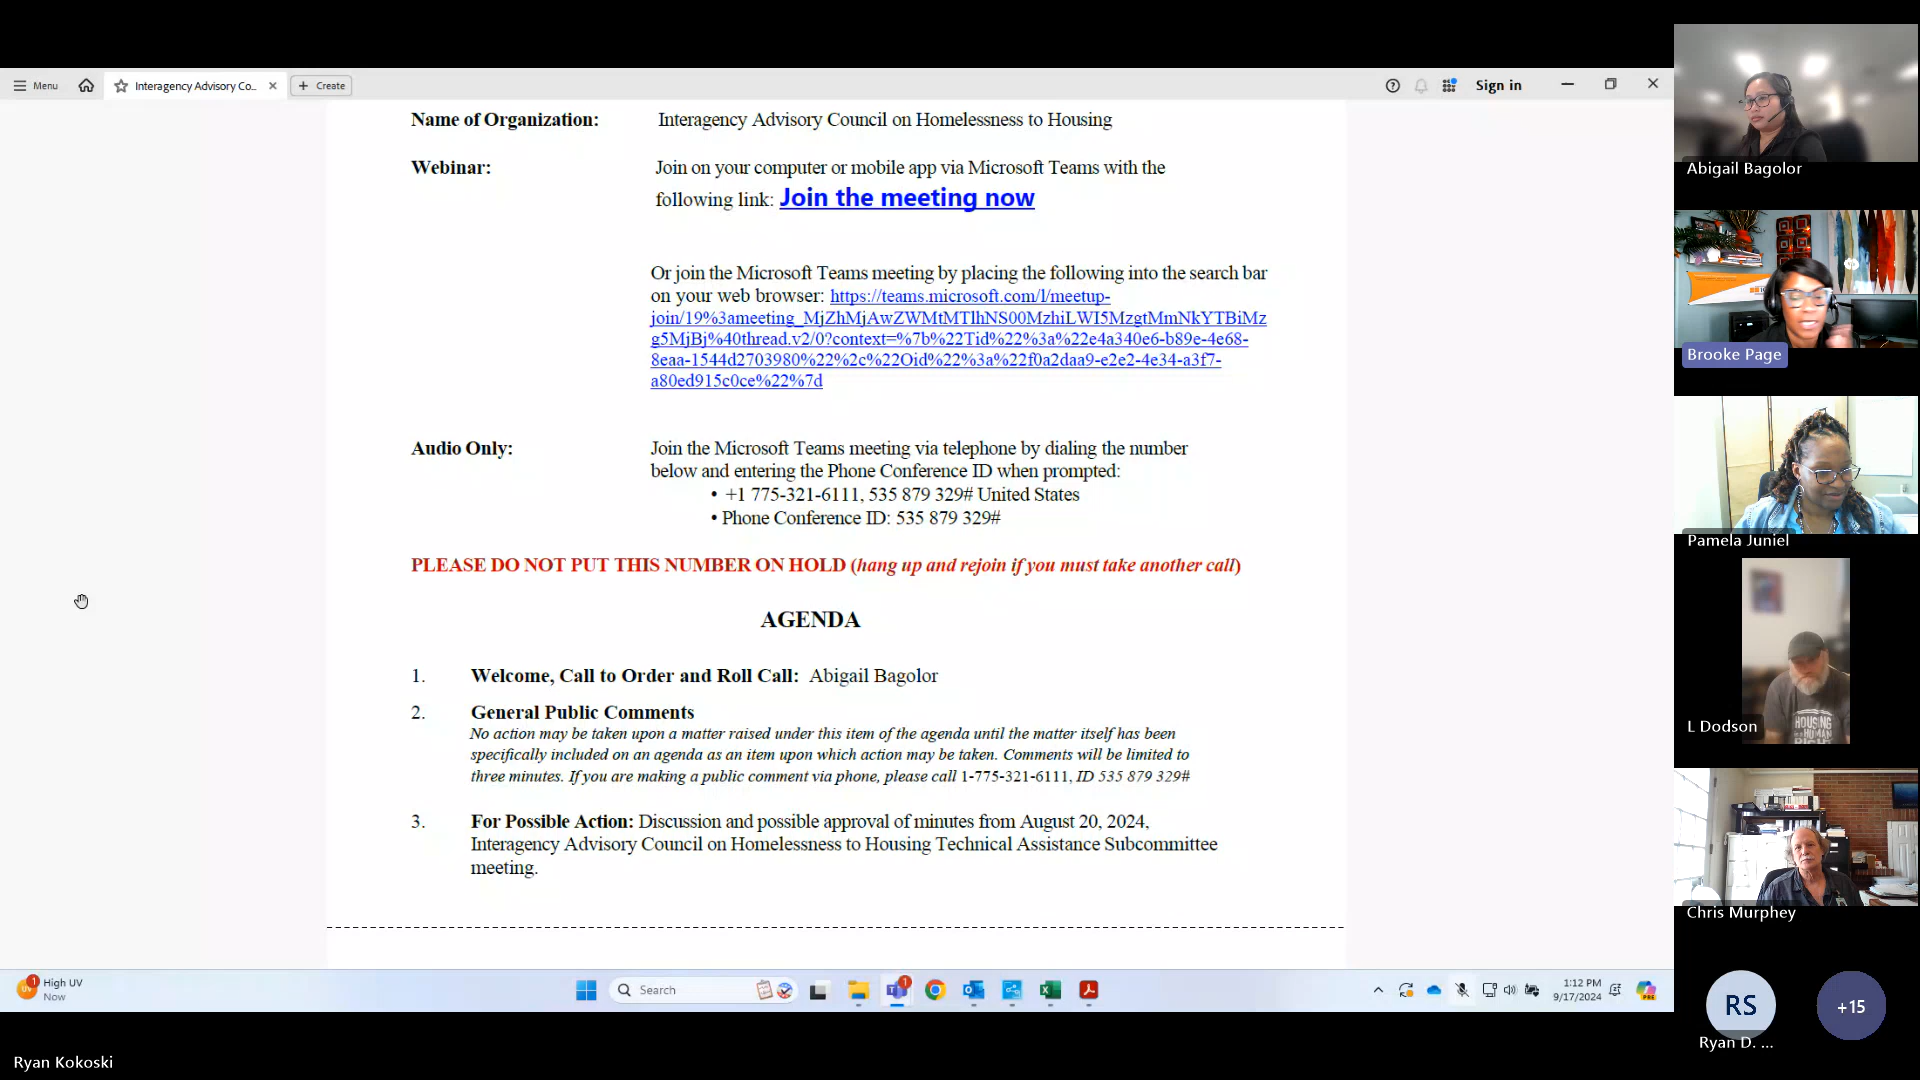 Menu
Interagency Advisory Co...
Create
Sign in
Name of Organization: Interagency Advisory Council on Homelessness to Housing
Webinar: Join on your computer or mobile app via Microsoft Teams with the
following link: Join the meeting now
Or join the Microsoft Teams meeting by placing the following into the search bar
on your web browser: https://teams.microsoft.com/l/meetup-
join/19%3ameeting_MjZhMjAwZWMtMTlhNS00MzhiLWI5MzgtMmNkYTBiMz
g5MjBj%40thread.v2/0?context=%7b%22Tid%22%3a%22e4a340e6-b89e-4e68-
8eaa-1544d2703980%22%2c%22Oid%22%3a%22f0a2daa9-e2e2-4e34-a3f7-
a80ed915c0ce%22%7d
Audio Only: Join the Microsoft Teams meeting via telephone by dialing the number
below and entering the Phone Conference ID when prompted:
• +1 775-321-6111, 535 879 329# United States
• Phone Conference ID: 535 879 329#
PLEASE DO NOT PUT THIS NUMBER ON HOLD (hang up and rejoin if you must take another call)
AGENDA
1. Welcome, Call to Order and Roll Call: Abigail Bagolor
2. General Public Comments
No action may be taken upon a matter raised under this item of the agenda until the matter itself has been
specifically included on an agenda as an item upon which action may be taken. Comments will be limited to
three minutes. If you are making a public comment via phone, please call 1-775-321-6111, ID 535 879 329#
3. For Possible Action: Discussion and possible approval of minutes from August 20, 2024,
Interagency Advisory Council on Homelessness to Housing Technical Assistance Subcommittee
meeting.
High UV
Now
Search
1:12 PM
9/17/2024
Ryan Kokoski
Abigail Bagolor
Brooke Page
Pamela Juniel
HOUSING
HUMAN
RIGHT
L Dodson
Chris Murphey
RS
Ryan D. ...
+15